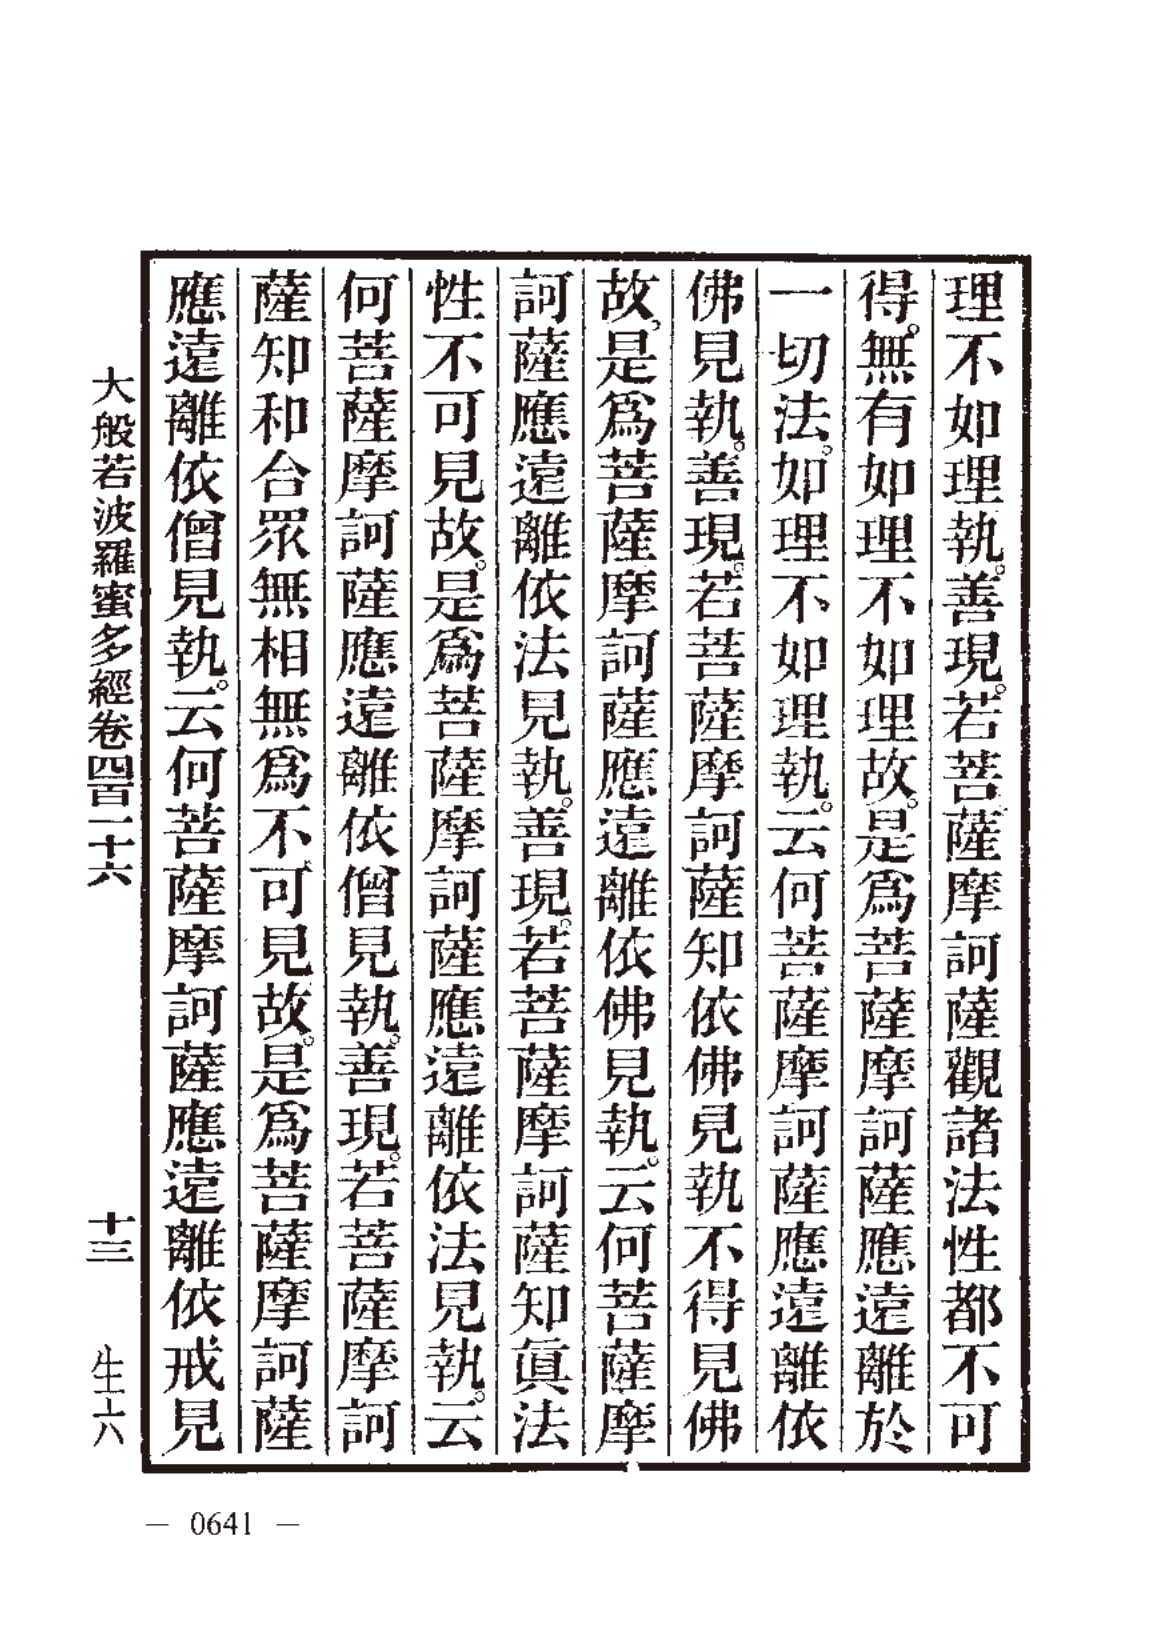 理不如理執。善現。若菩薩摩訶薩觀諸法性都不可
得。無有如理不如理故。是爲菩薩摩訶薩應遠離於
一切法。如理不如理執。云何菩薩摩訶薩應遠離依
佛見執。善現。若菩薩摩訶薩知依佛見執不得見佛
故。是爲菩薩摩訶薩應遠離依佛見執。云何菩薩摩
訶薩應遠離依法見執。善現。若菩薩摩訶薩知眞法
性不可見故。是爲菩薩摩訶薩應遠離依法見執。云
何菩薩摩訶薩應遠離依僧見執。善現。若菩薩摩訶
薩知和合眾無相無爲不可見故。是爲菩薩摩訶薩
應遠離依僧見執。云何菩薩摩訶薩應遠離依戒見
大般若波羅蜜多經卷四百一十六 十三 生六
— 0641 —